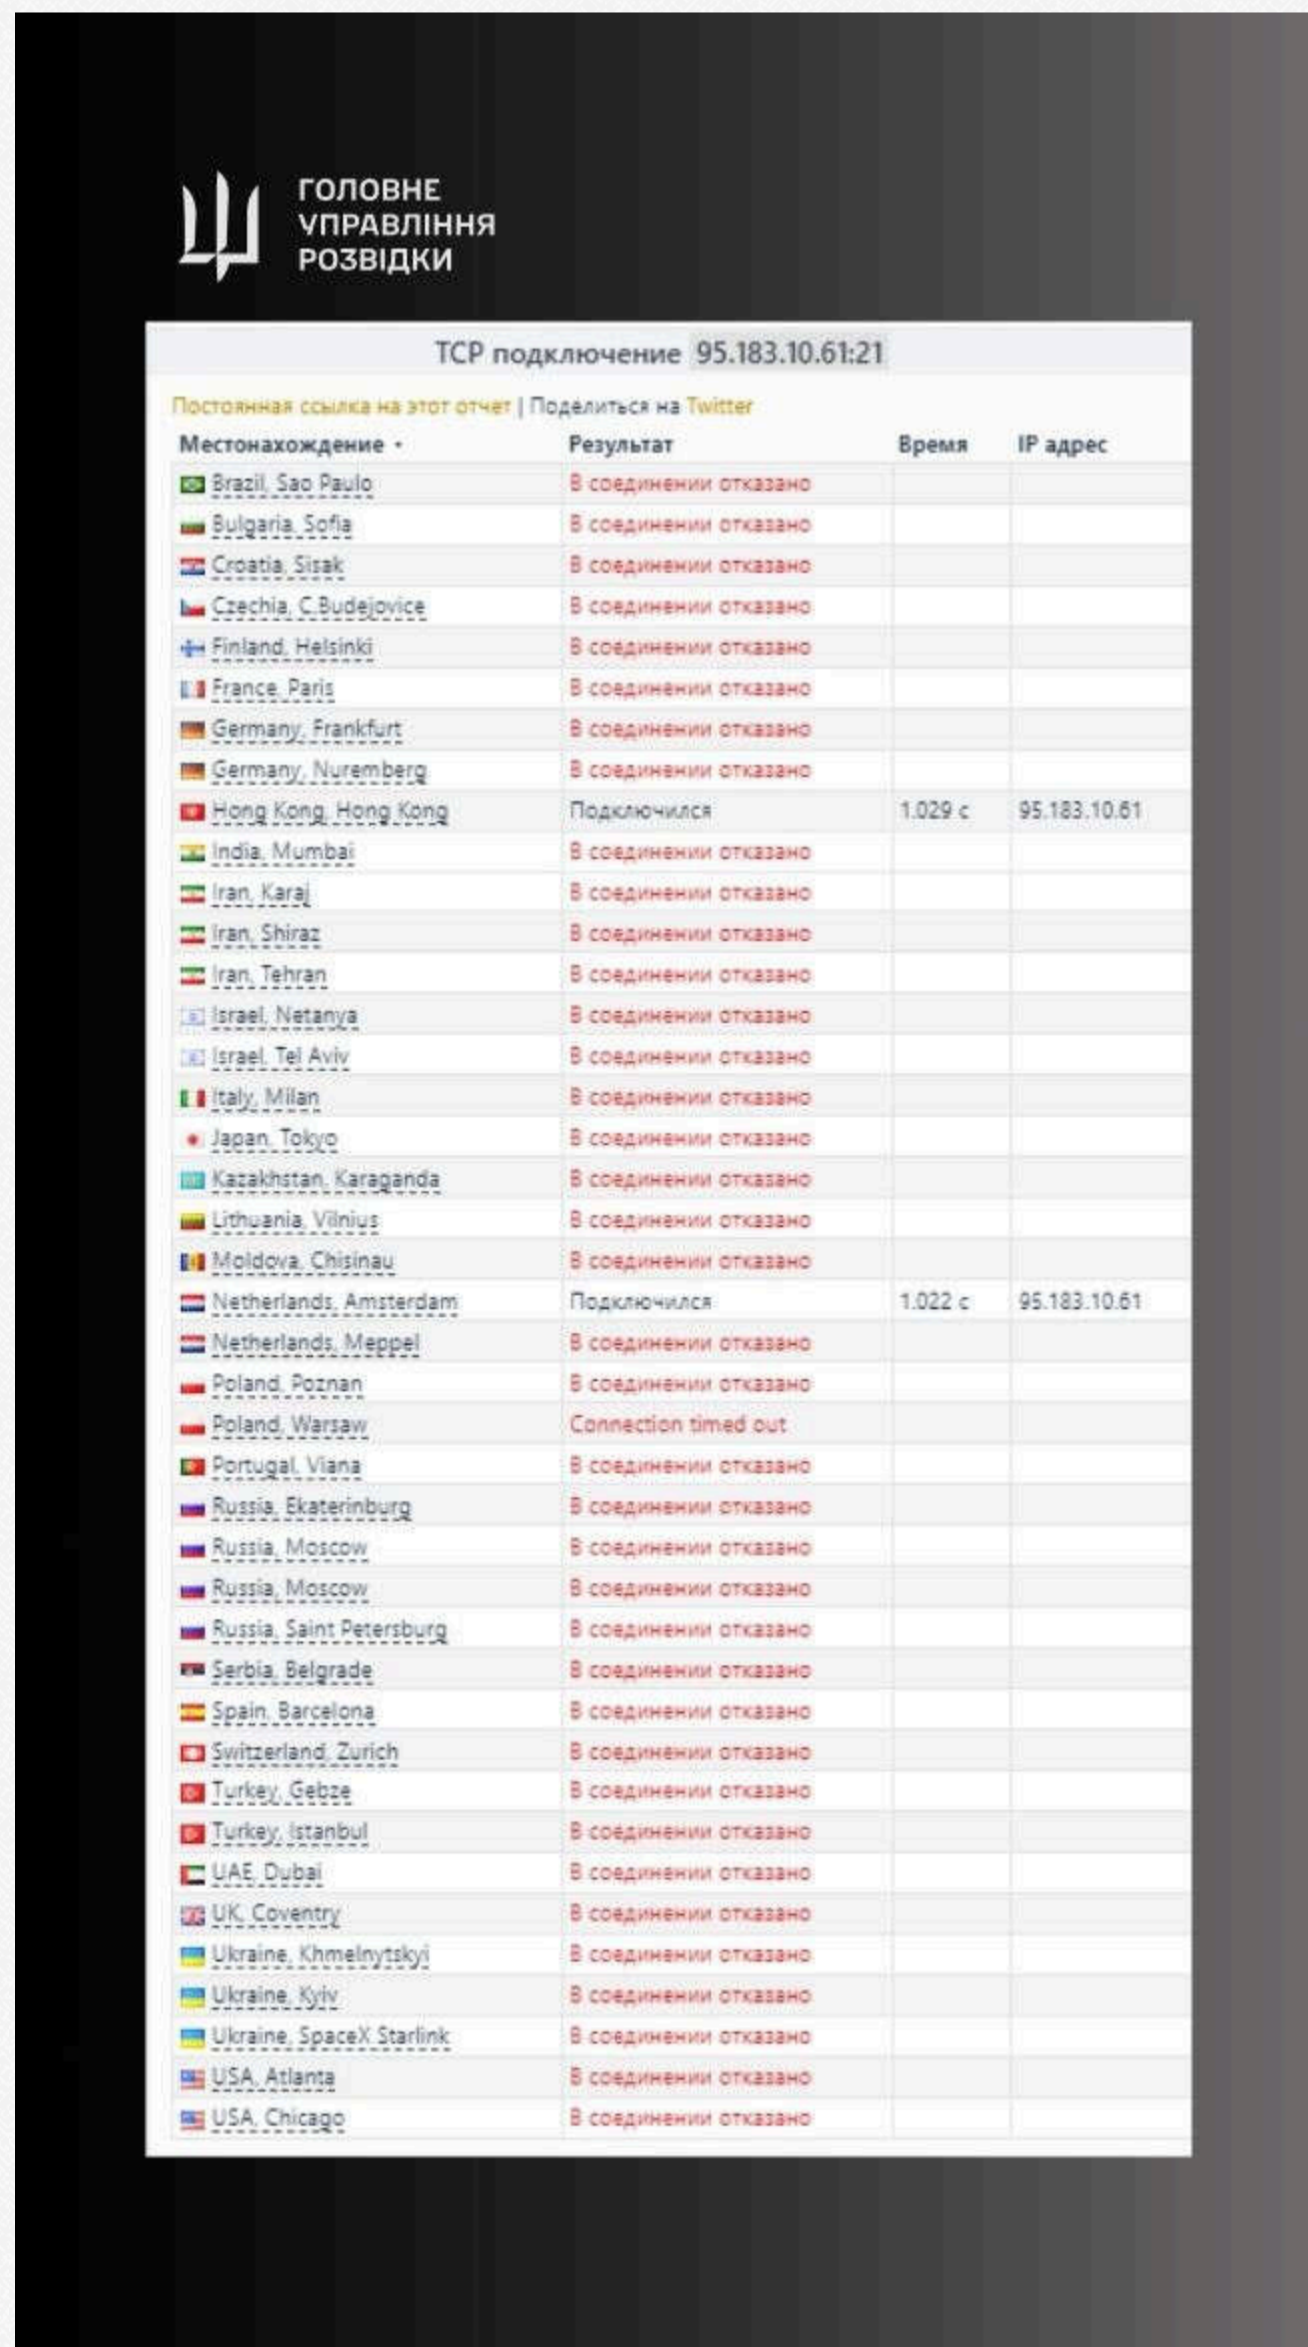 ГОЛОВНЕ
УПРАВЛІННЯ
РОЗВІДКИ
TCP подключение 95.183.10.61:21
Постоянная ссылка на этот отчет | Поделиться на Twitter
Местонахождение Результат Время IP адрес
Brazil, Sao Paulo В соединении отказано
Bulgaria, Sofia В соединении отказано
Croatia, Sisak В соединении отказано
Czechia, C.Budejovice В соединении отказано
Finland, Helsinki В соединении отказано
France, Paris В соединении отказано
Germany, Frankfurt В соединении отказано
Germany, Nuremberg В соединении отказано
Hong Kong, Hong Kong Подключился 1.029 с 95.183.10.61
India, Mumbai В соединении отказано
Iran, Karaj В соединении отказано
Iran, Shiraz В соединении отказано
Iran, Tehran В соединении отказано
Israel, Netanya В соединении отказано
Israel, Tel Aviv В соединении отказано
Italy, Milan В соединении отказано
Japan, Tokyo В соединении отказано
Kazakhstan, Karaganda В соединении отказано
Lithuania, Vilnius В соединении отказано
Moldova, Chisinau В соединении отказано
Netherlands, Amsterdam Подключился 1.022 с 95.183.10.61
Netherlands, Meppel В соединении отказано
Poland, Poznan В соединении отказано
Poland, Warsaw Connection timed out
Portugal, Viana В соединении отказано
Russia, Ekaterinburg В соединении отказано
Russia, Moscow В соединении отказано
Russia, Moscow В соединении отказано
Russia, Saint Petersburg В соединении отказано
Serbia, Belgrade В соединении отказано
Spain, Barcelona В соединении отказано
Switzerland, Zurich В соединении отказано
Turkey, Gebze В соединении отказано
Turkey, Istanbul В соединении отказано
UAE, Dubai В соединении отказано
UK, Coventry В соединении отказано
Ukraine, Khmelnytskyi В соединении отказано
Ukraine, Kyiv В соединении отказано
Ukraine, SpaceX Starlink В соединении отказано
USA, Atlanta В соединении отказано
USA, Chicago В соединении отказано